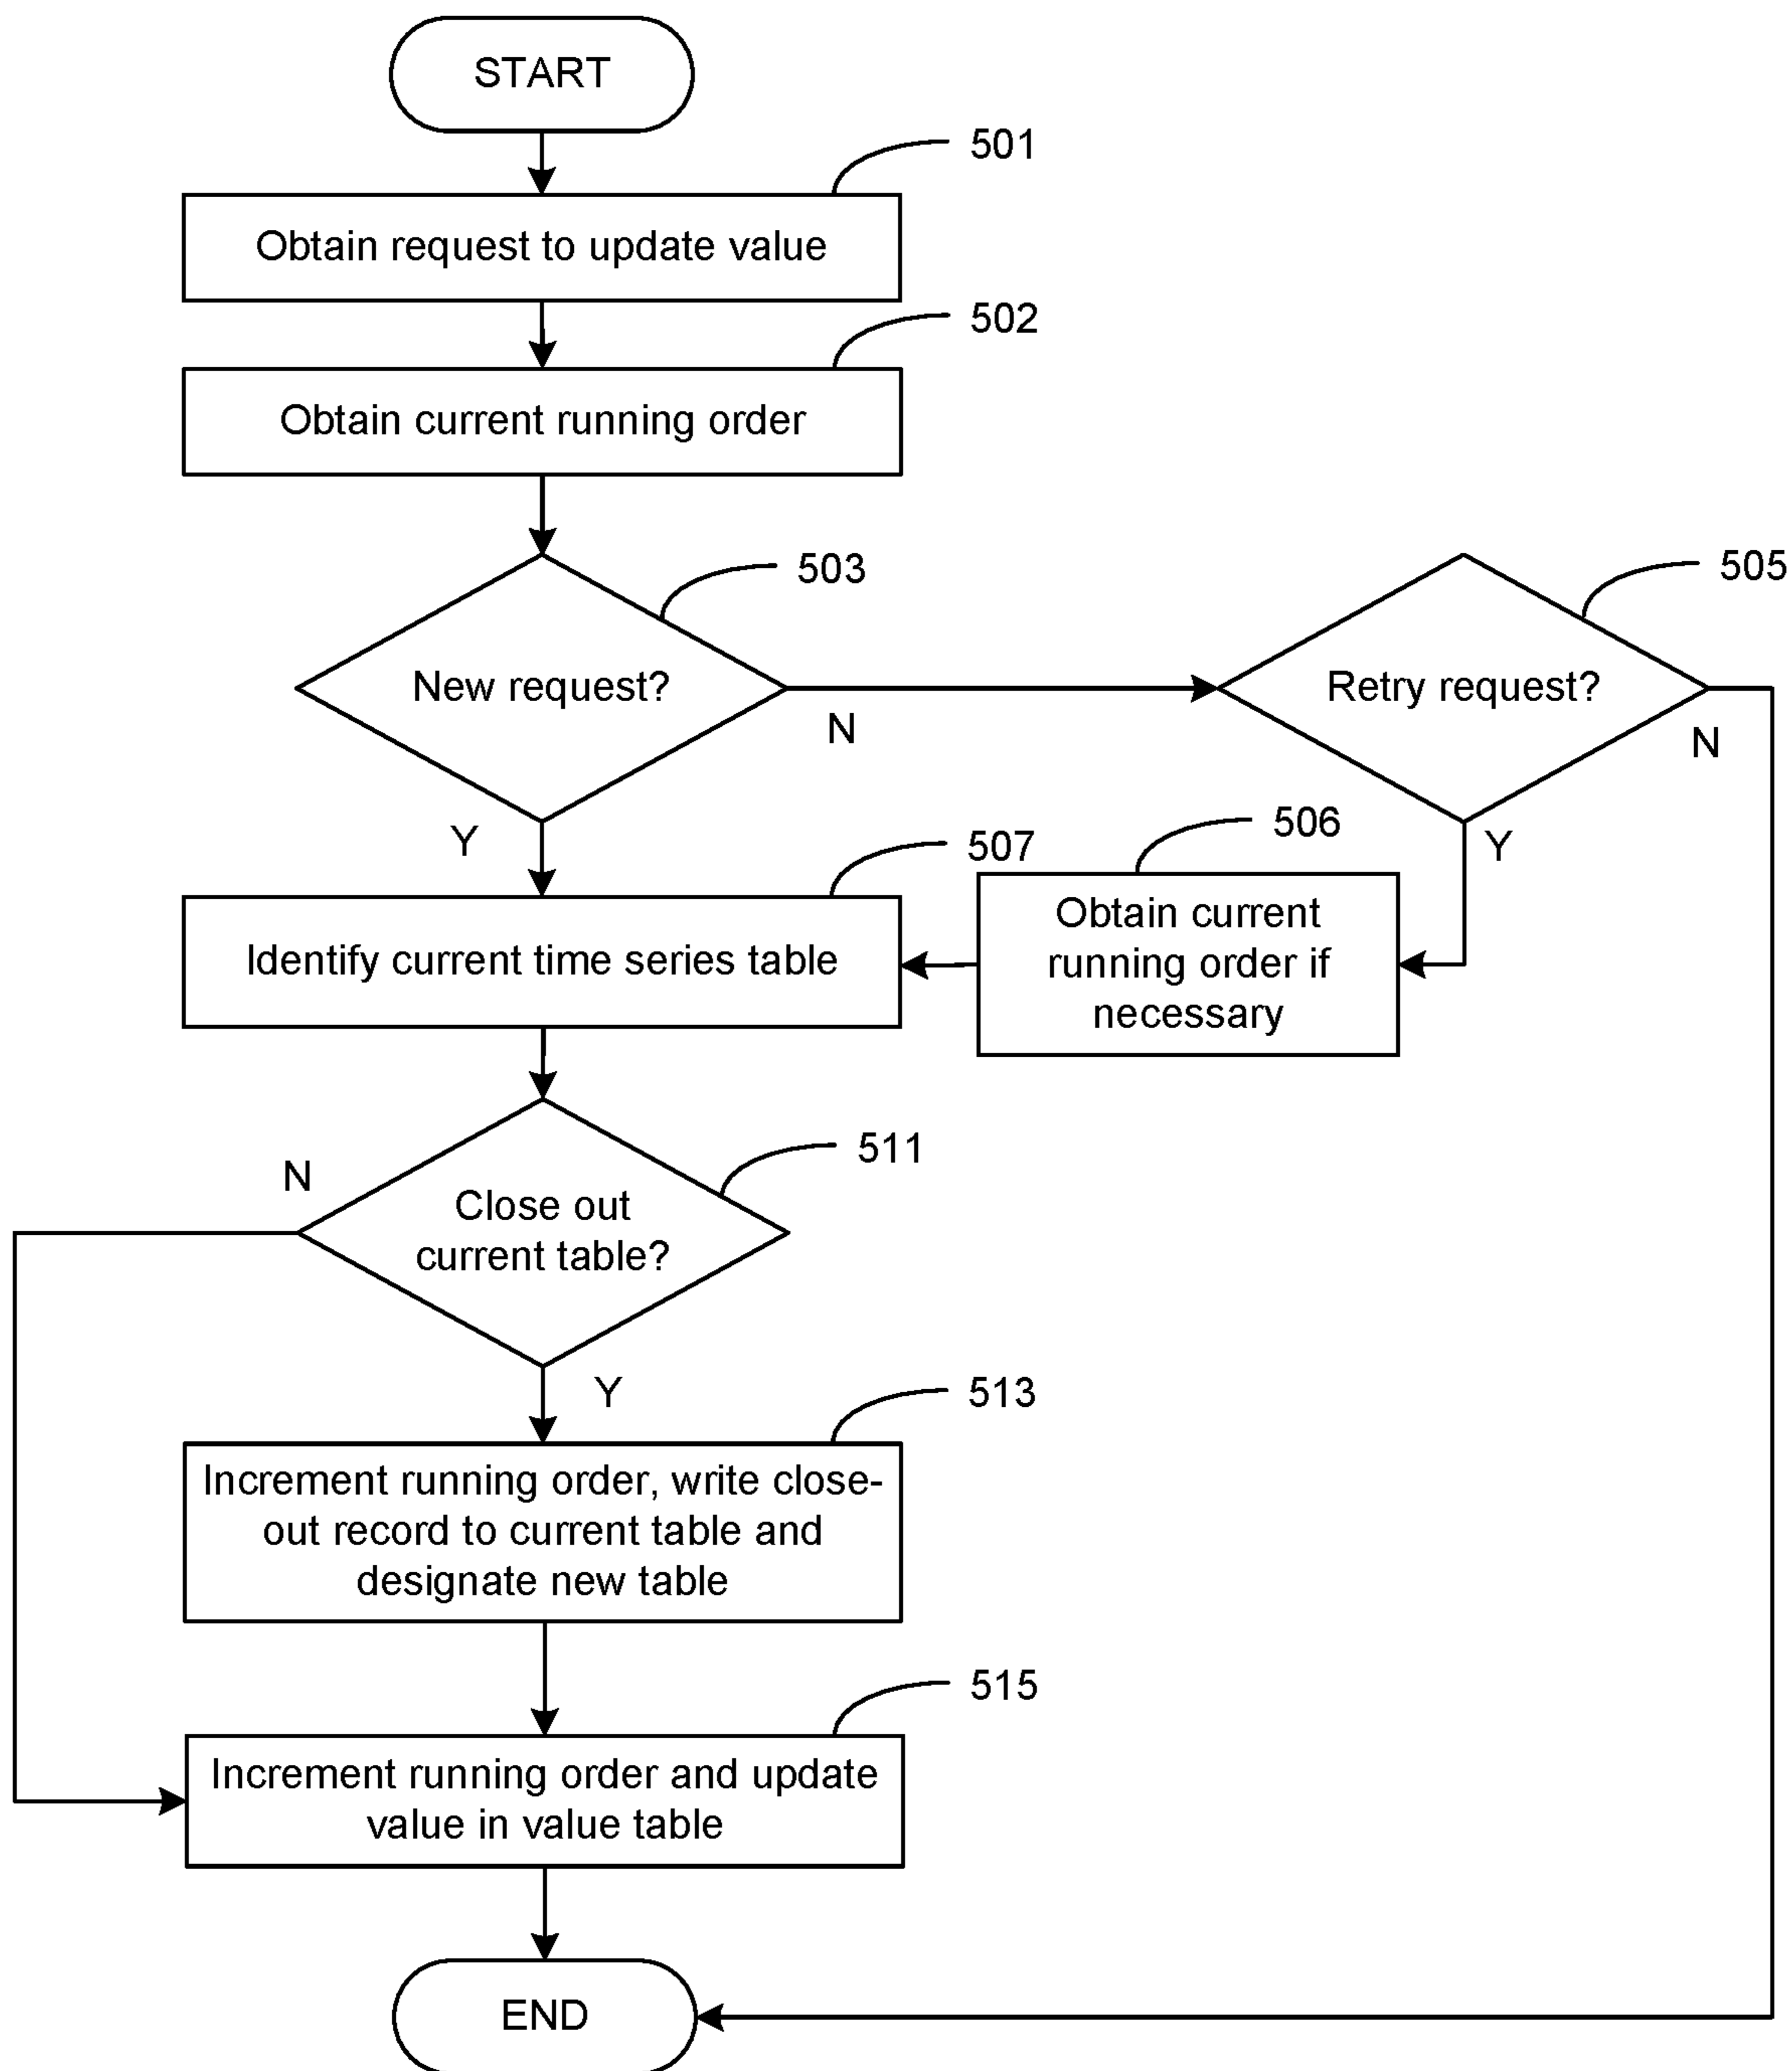 START
501
Obtain request to update value
502
Obtain current running order
503
New request?
N
Y
505
Retry request?
N
Y
506
Obtain current
running order if
necessary
507
Identify current time series table
511
Close out
current table?
N
Y
513
Increment running order, write close-
out record to current table and
designate new table
515
Increment running order and update
value in value table
END